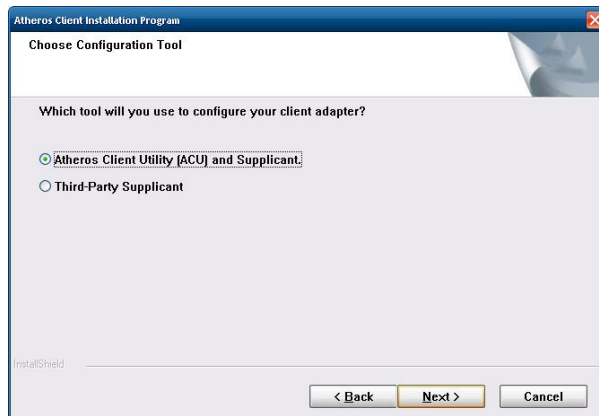 Atheros Client Installation Program
Choose Configuration Tool
Which tool will you use to configure your client adapter?
Atheros Client Utility (ACU) and Supplicant.
Third-Party Supplicant
InstallShield
< Back
Next >
Cancel